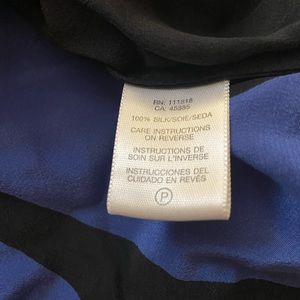 RN: 111818
CA: 45885
100% SILK/SOIE/SEDA
CARE INSTRUCTIONS
ON REVERSE
INSTRUCTIONS DE
SOIN SUR L'INVERSE
INSTRUCCIONES DEL
CUIDADO EN REVÉS
P